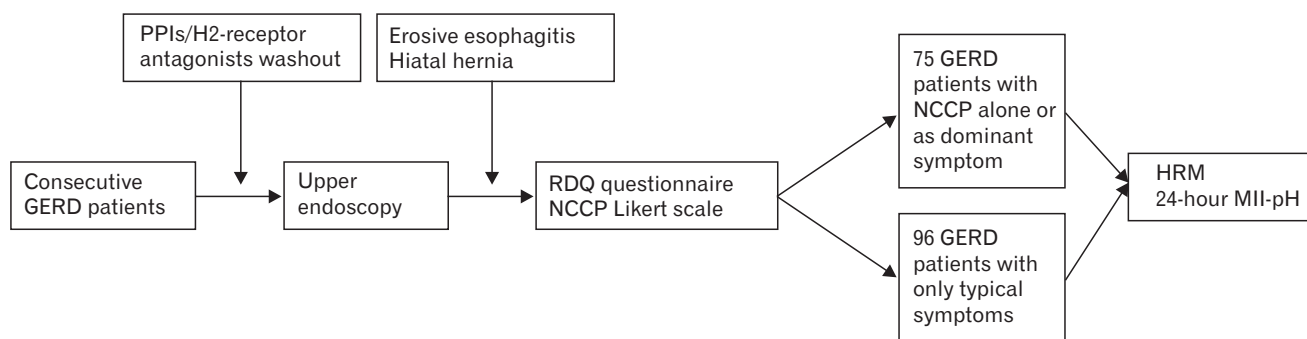 PPIs/H2-receptor
antagonists washout
Erosive esophagitis
Hiatal hernia
Consecutive
GERD patients
Upper
endoscopy
RDQ questionnaire
NCCP Likert scale
75 GERD
patients with
NCCP alone or
as dominant
symptom
96 GERD
patients with
only typical
symptoms
HRM
24-hour MII-pH